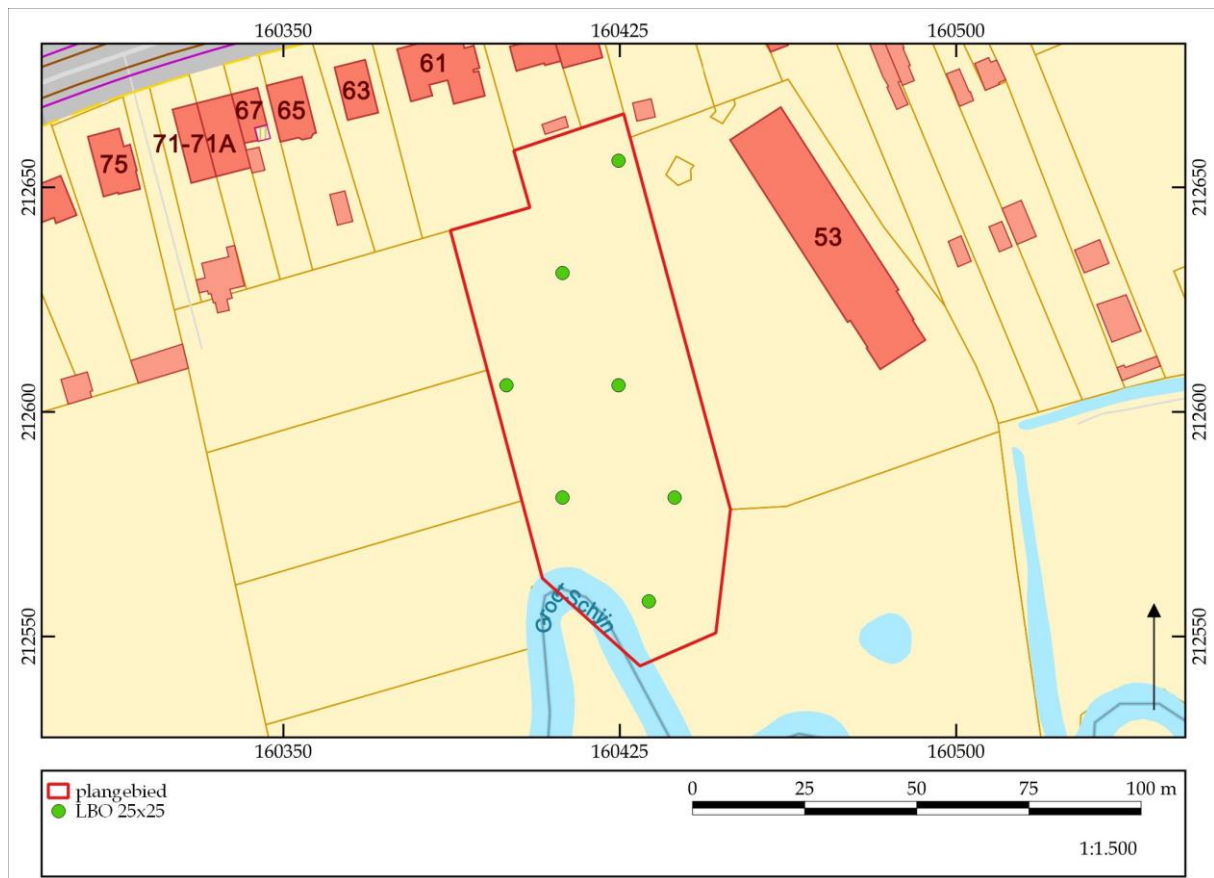 160350 160425 160500
61
63
67 65
71-71A
75
53
212650 212650
212600 212600
212550 212550
Groot Schijn
160350 160425 160500
plangebied
LBO 25x25
0 25 50 75 100 m
1:1.500